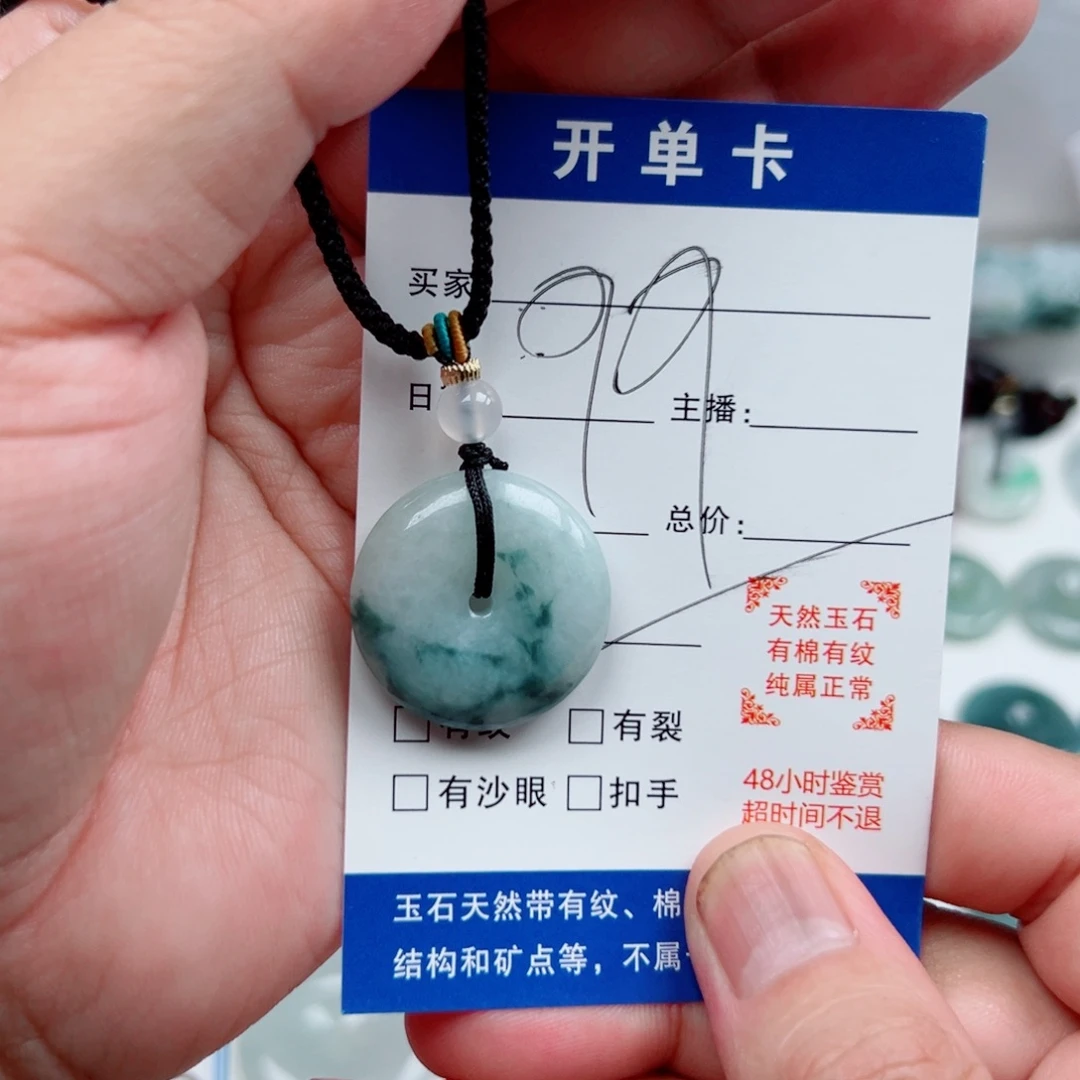 开单卡
买家
99
日
主播:
总价:
天然玉石
有棉有纹
纯属正常
有裂
有沙眼
扣手
48小时鉴赏
超时间不退
玉石天然带有纹、棉
结构和矿点等，不属